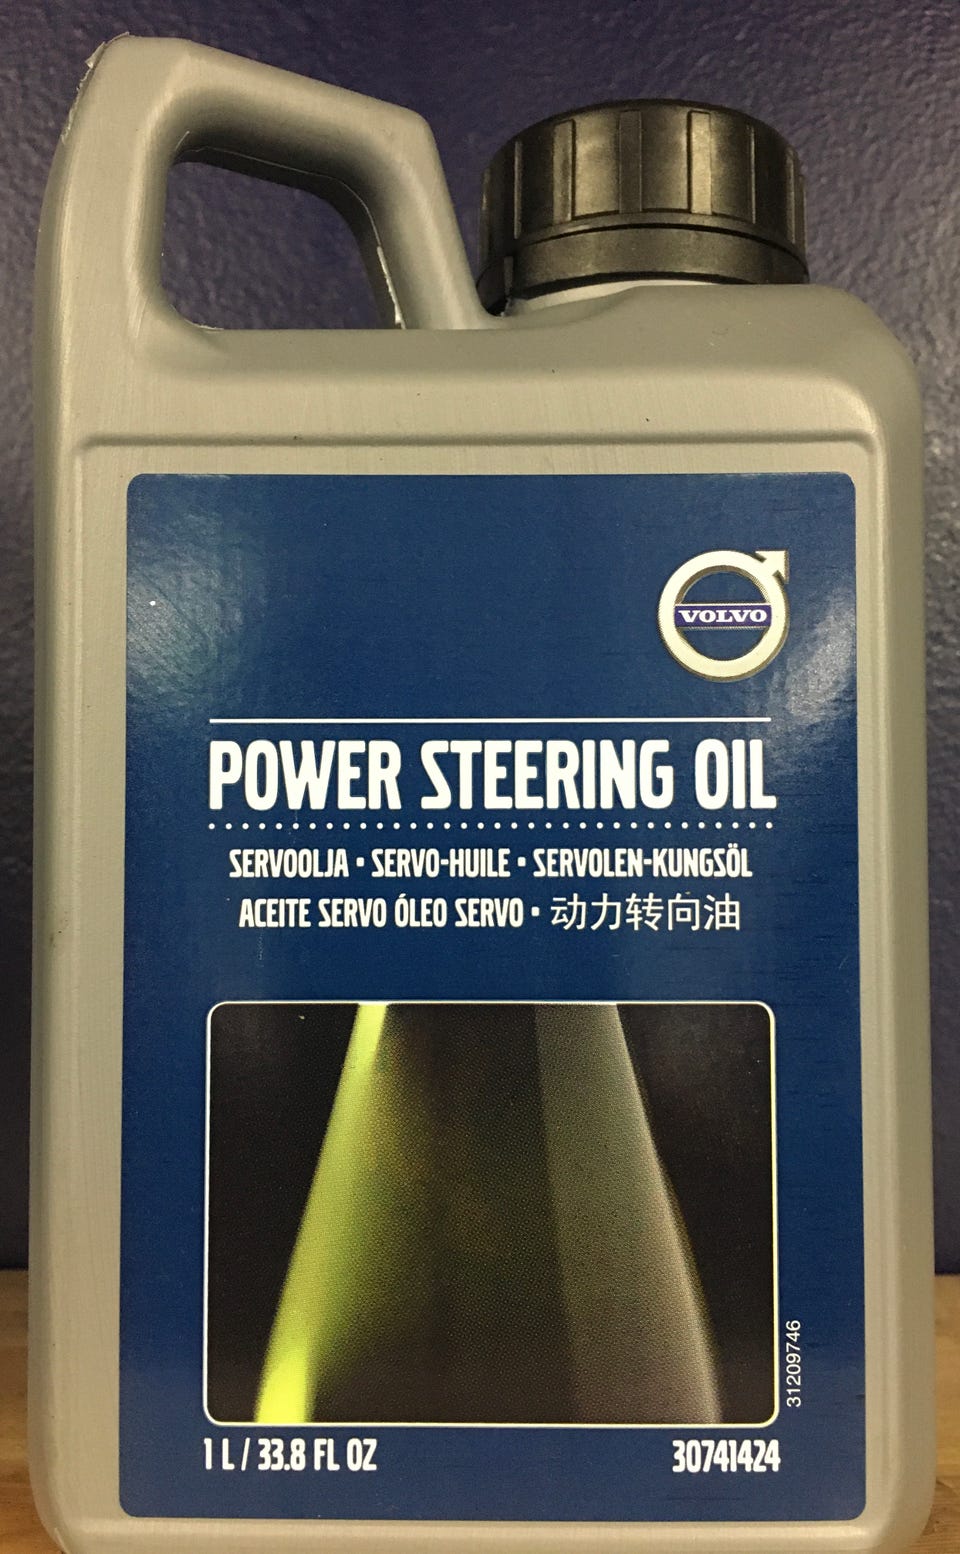 VOLVO
POWER STEERING OIL
SERVOOLJA • SERVO-HUILE • SERVOLEN-KUNGSÖL
ACEITE SERVO ÓLEO SERVO • 动力转向油
31209746
1 L / 33.8 FL OZ 30741424